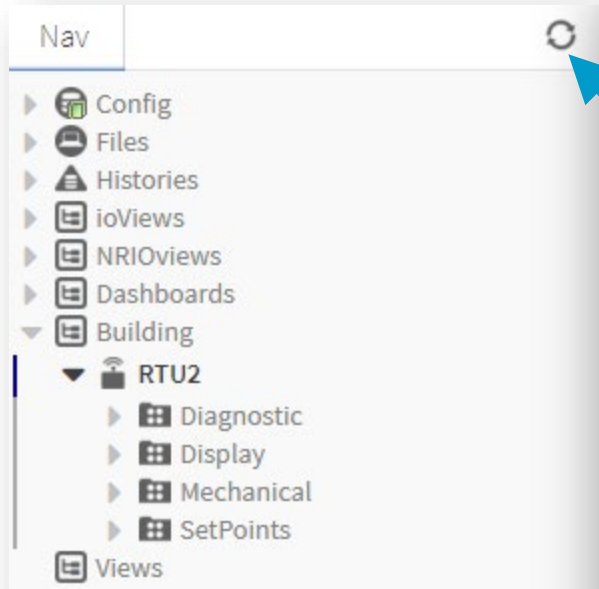 Nav
Config
Files
Histories
ioViews
NRIOviews
Dashboards
Building
RTU2
Diagnostic
Display
Mechanical
SetPoints
Views